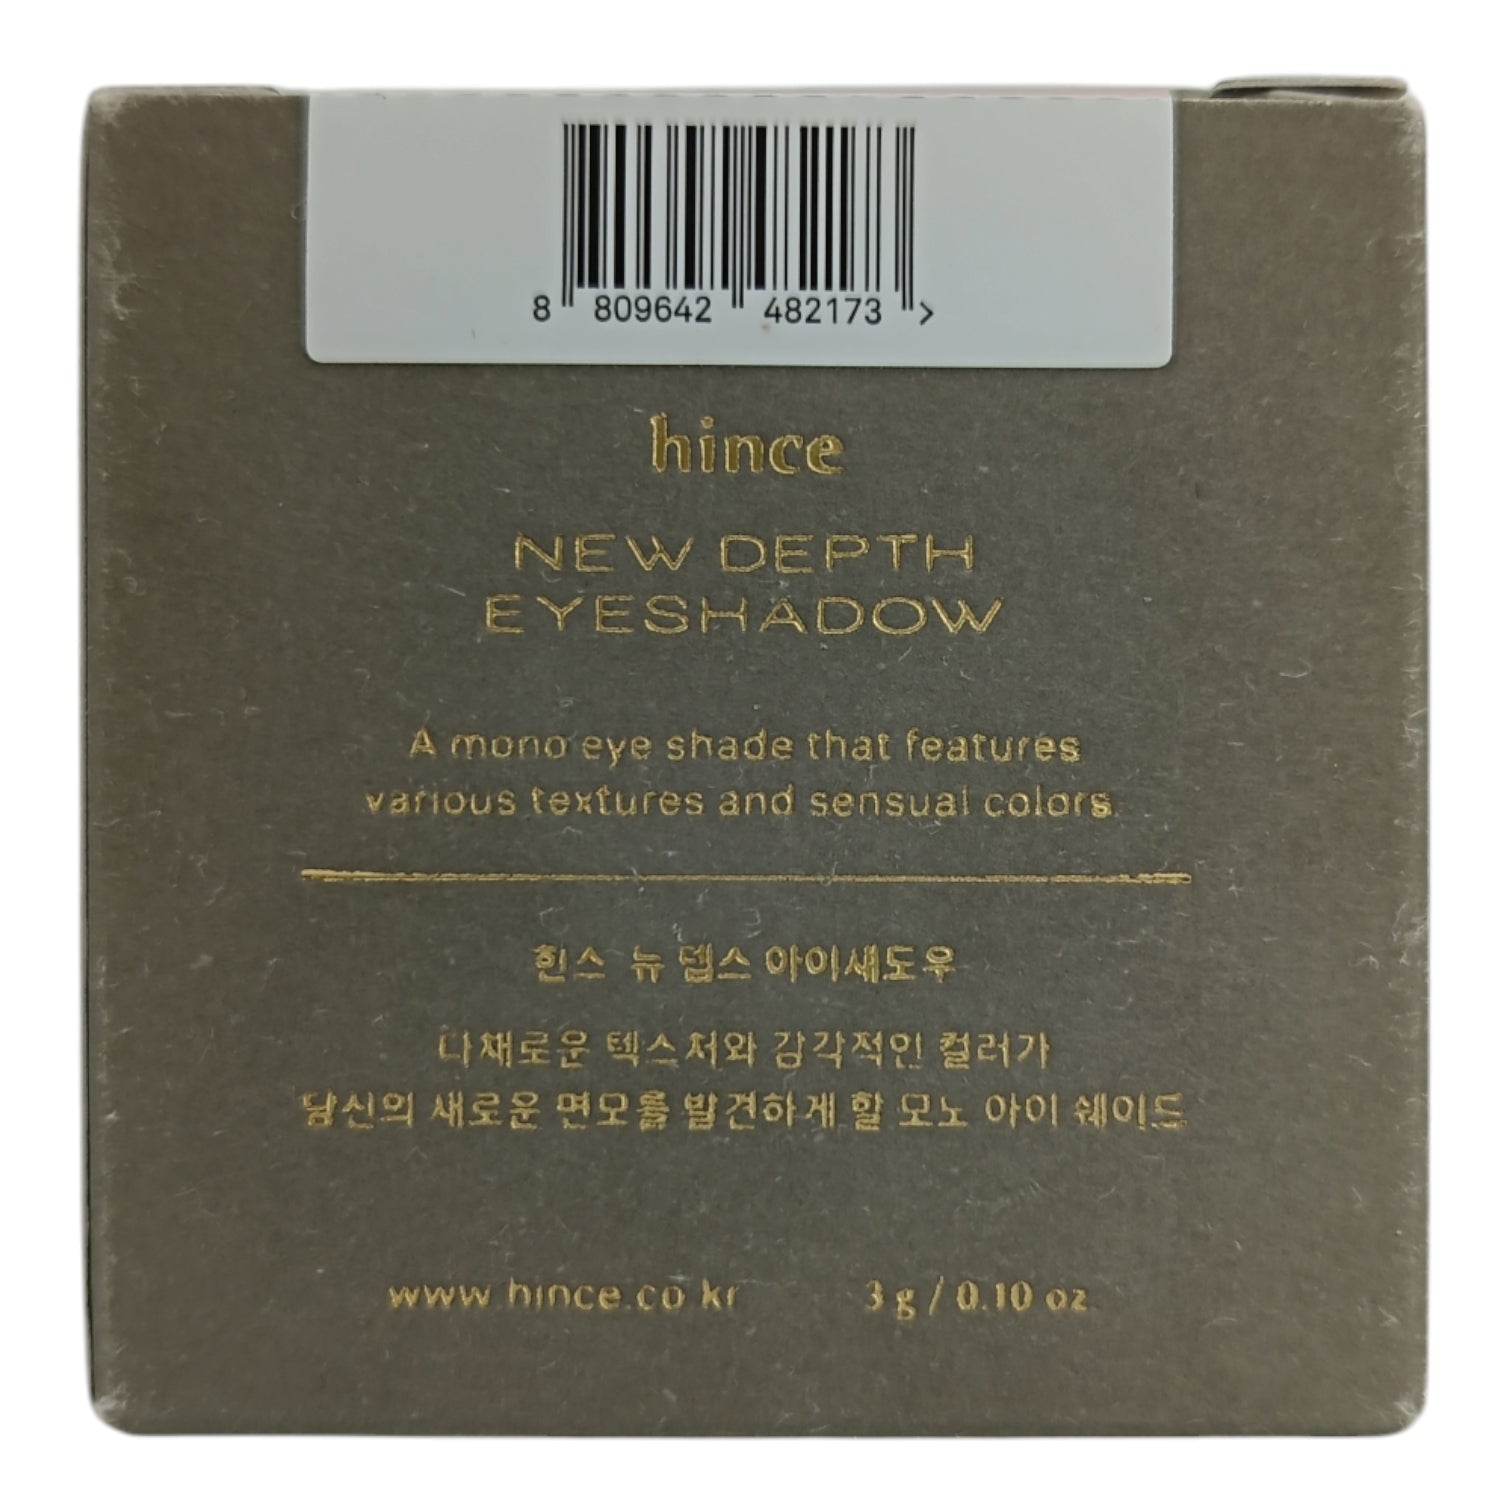 8 809642 482173 >
hince
NEW DEPTH
EYESHADOW
A mono eye shade that features
various textures and sensual colors
힌스 뉴 뎁스 아이섀도우
다채로운 텍스처와 감각적인 컬러가
당신의 새로운 면모를 발견하게 할 모노 아이 쉐이드
www.hince.co.kr 3 g / 0.10 oz.